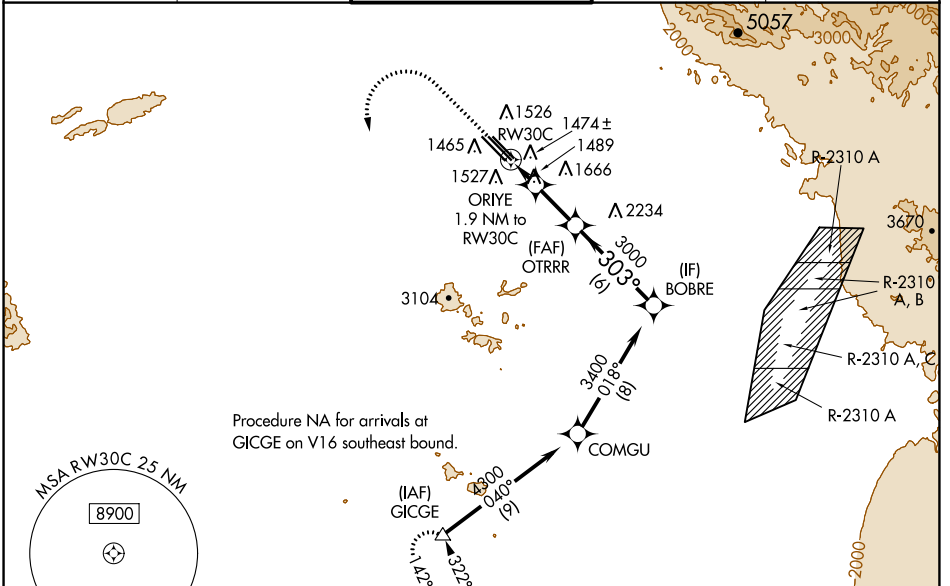 5057
2000
3000
1000
1526
RW30C
1474±
1465
1489
1527
1666
ORIYE
1.9 NM to
RW30C
2234
R-2310 A
3670
(FAF)
OTRRR
3000
303°
(6)
(IF)
BOBRE
R-2310
A, B
3104
R-2310 A, C
3400
018°
(8)
R-2310 A
Procedure NA for arrivals at
GICGE on V16 southeast bound.
COMGU
MSA RW30C 25 NM
8900
(IAF)
GICGE
4300
040°
(9)
142°
322°
2000